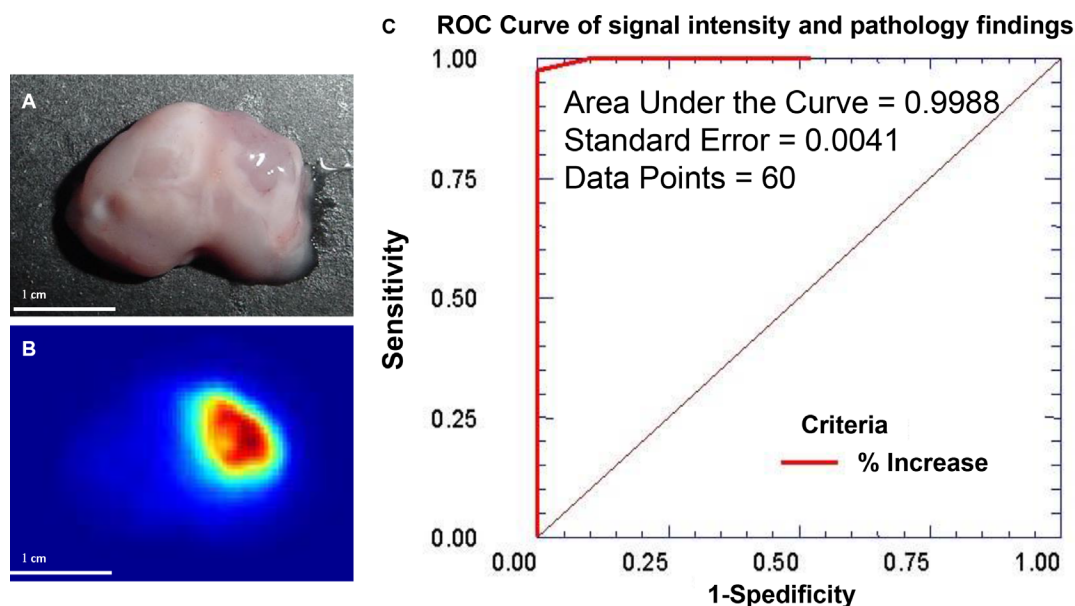 A
1 cm
B
1 cm
C ROC Curve of signal intensity and pathology findings
1.00
0.75
0.50
0.25
0.00
Sensitivity
Area Under the Curve = 0.9988
Standard Error = 0.0041
Data Points = 60
Criteria
% Increase
0.00 0.25 0.50 0.75 1.00
1-Spedificity